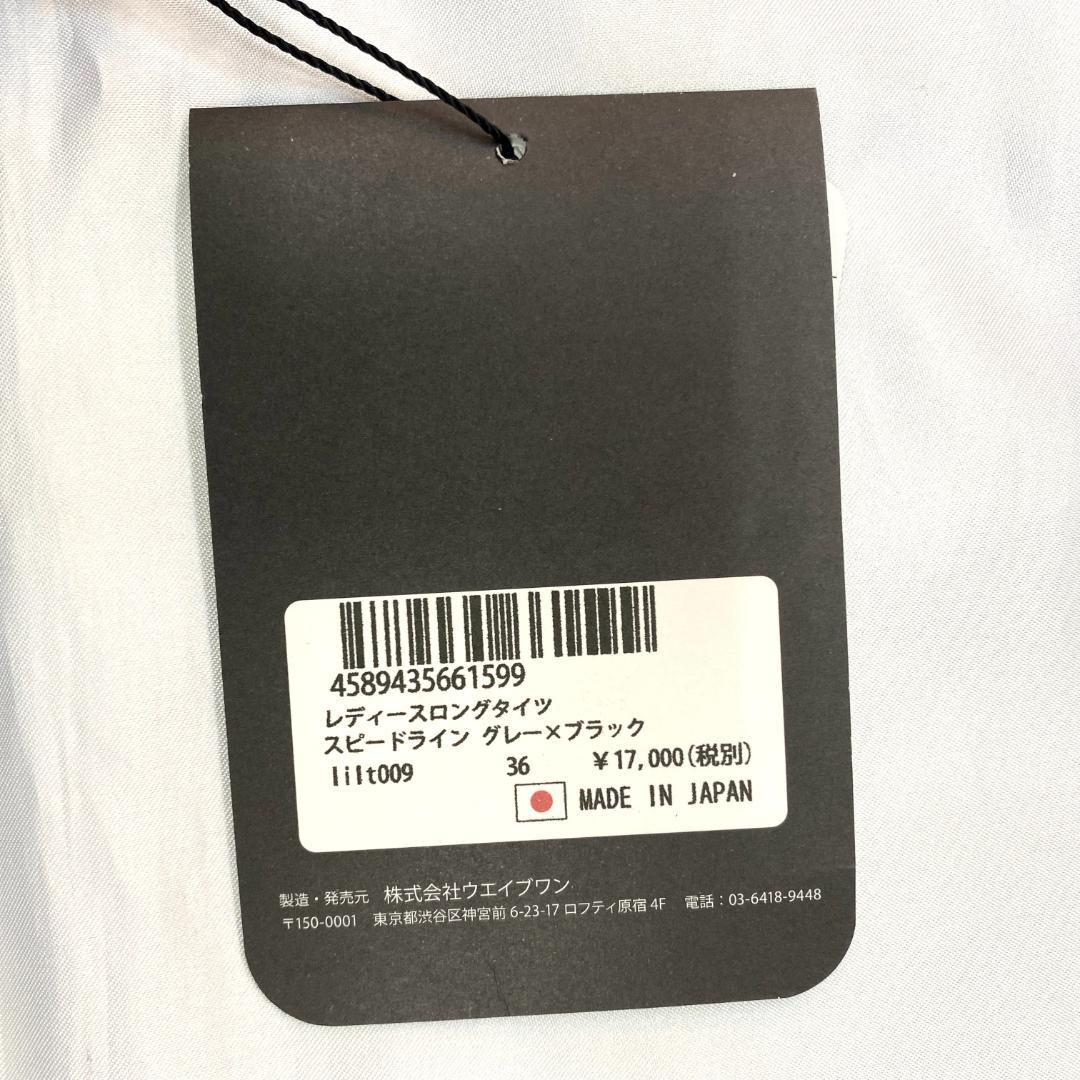 4589435661599
レディースロングタイツ
スピードライン グレー×ブラック
lilt009 36 ￥17,000(税別)
MADE IN JAPAN
製造・発売元 株式会社ウエイブワン
〒150-0001 東京都渋谷区神宮前 6-23-17 ロフティ原宿 4F 電話：03-6418-9448